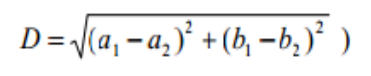 D = √(a₁ – a₂)² + (b₁ – b₂)² )